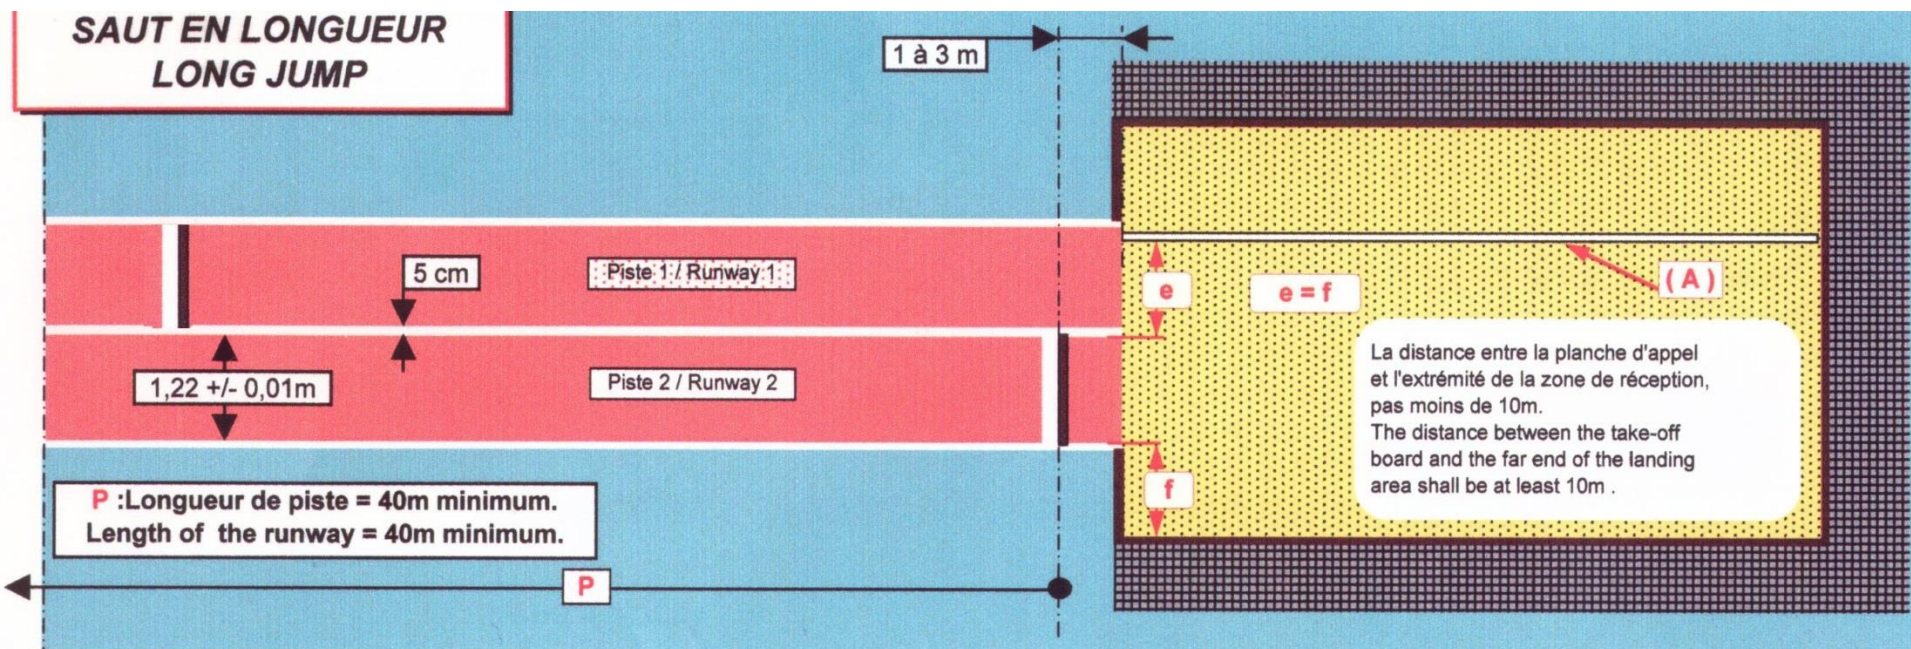 SAUT EN LONGUEUR
LONG JUMP
1 à 3 m
5 cm
Piste 1 / Runway 1
e
e = f
( A )
1,22 +/- 0,01m
Piste 2 / Runway 2
La distance entre la planche d'appel
et l'extrémité de la zone de réception,
pas moins de 10m.
The distance between the take-off
board and the far end of the landing
area shall be at least 10m .
f
P :Longueur de piste = 40m minimum.
Length of the runway = 40m minimum.
P